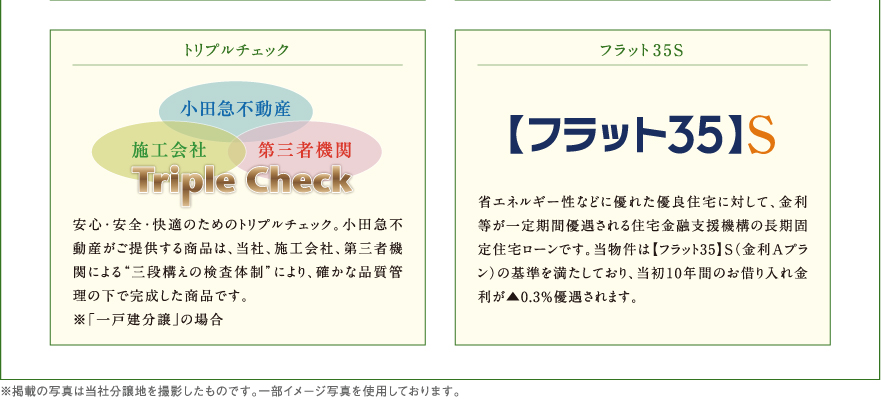 トリプルチェック
小田急不動産
施工会社
第三者機関
Triple Check
安心・安全・快適のためのトリプルチェック。小田急不
動産がご提供する商品は、当社、施工会社、第三者機
関による“三段構えの検査体制”により、確かな品質管
理の下で完成した商品です。
※「一戸建分譲」の場合
フラット35S
【フラット35】S
省エネルギー性などに優れた優良住宅に対して、金利
等が一定期間優遇される住宅金融支援機構の長期固
定住宅ローンです。当物件は【フラット35】S(金利Aプラ
ン)の基準を満たしており、当初10年間のお借り入れ金
利が▲0.3%優遇されます。
※掲載の写真は当社分譲地を撮影したものです。一部イメージ写真を使用しております。